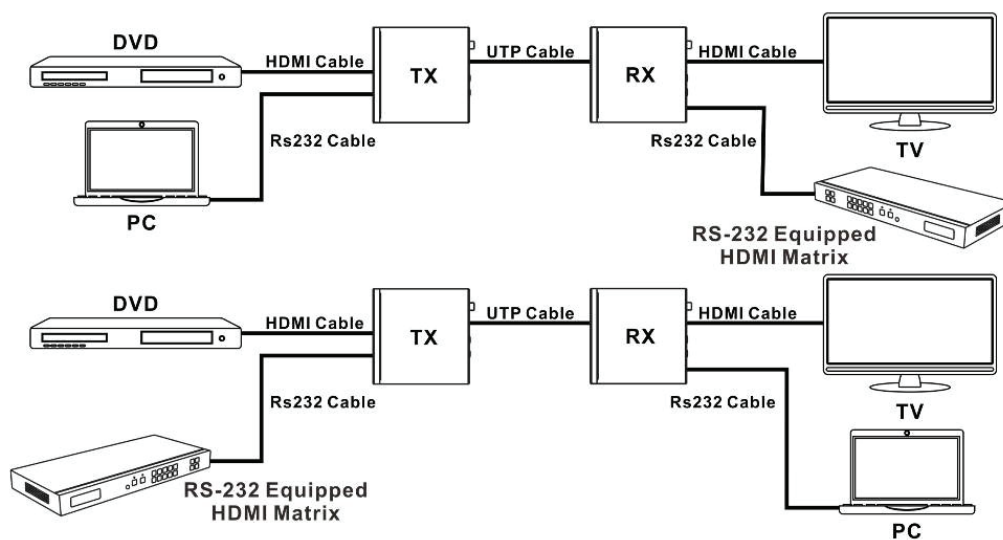 DVD
HDMI Cable
TX
UTP Cable
RX
HDMI Cable
Rs232 Cable
Rs232 Cable
TV
PC
RS-232 Equipped
HDMI Matrix
DVD
HDMI Cable
TX
UTP Cable
RX
HDMI Cable
Rs232 Cable
Rs232 Cable
TV
RS-232 Equipped
HDMI Matrix
PC